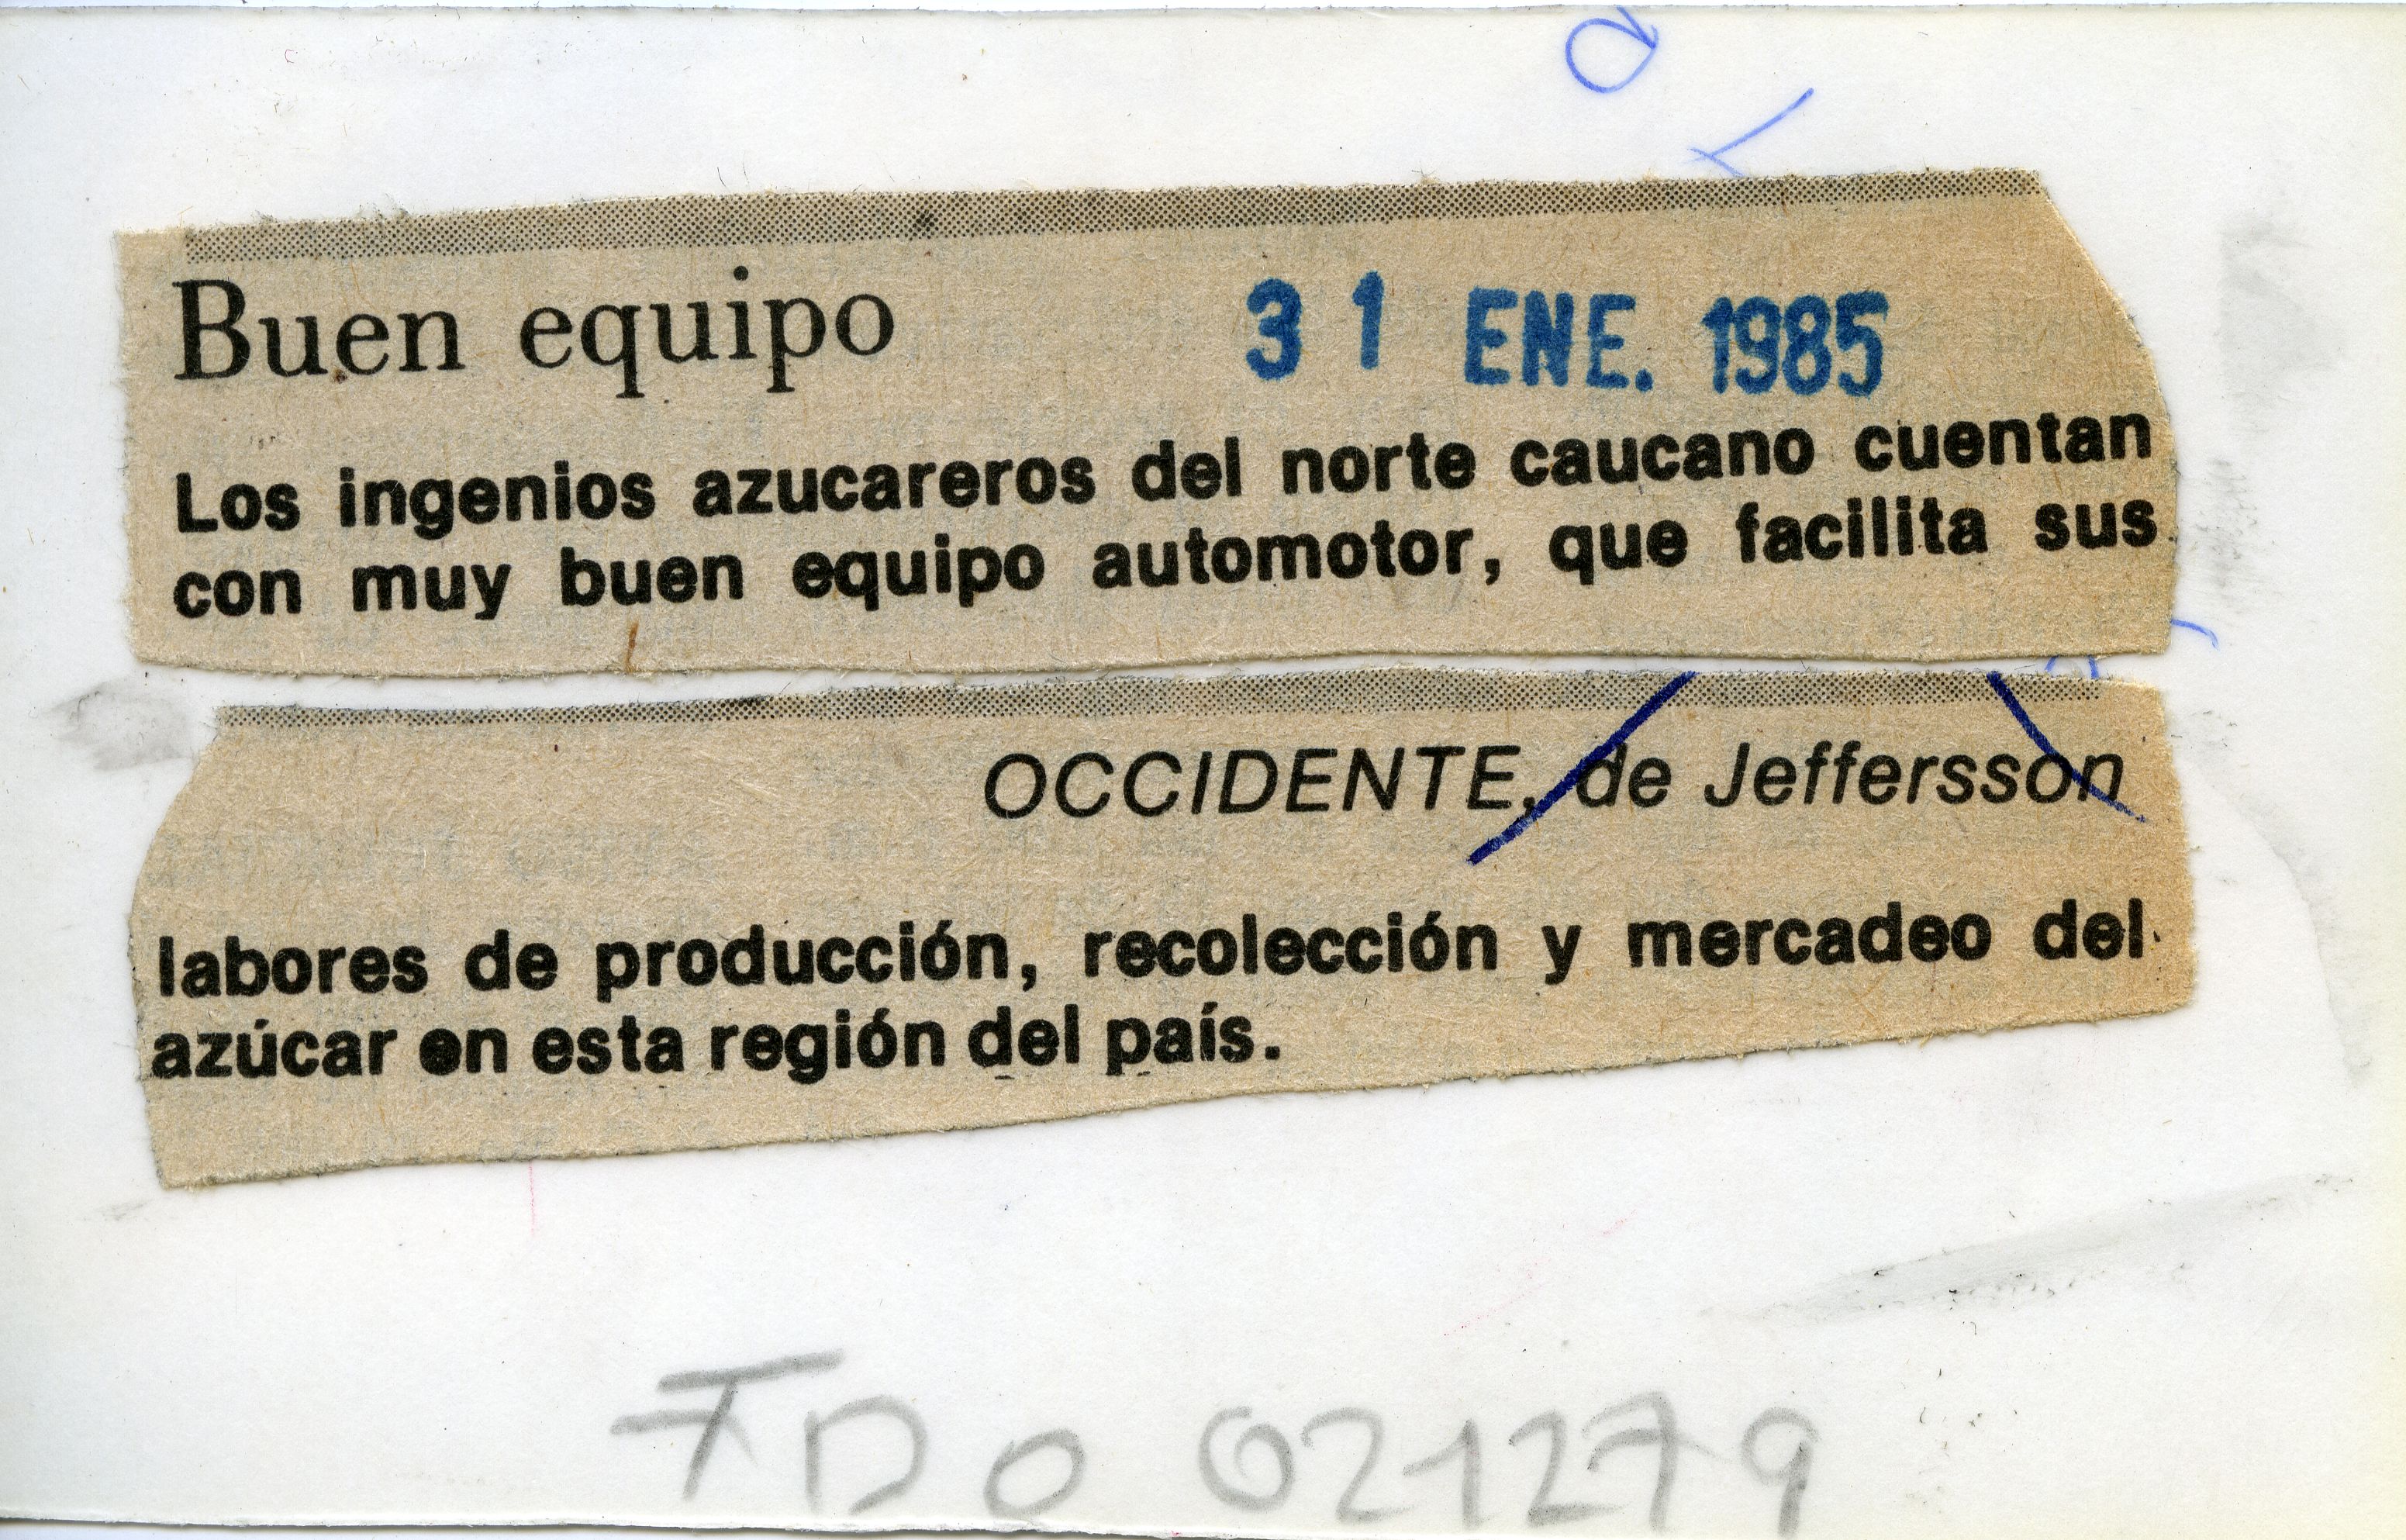 Buen equipo 31 ENE. 1985
Los ingenios azucareros del norte caucano cuentan
con muy buen equipo automotor, que facilita sus
OCCIDENTE, de Jeffersson
labores de producción, recolección y mercadeo del
azúcar en esta región del país.
FDO 021279